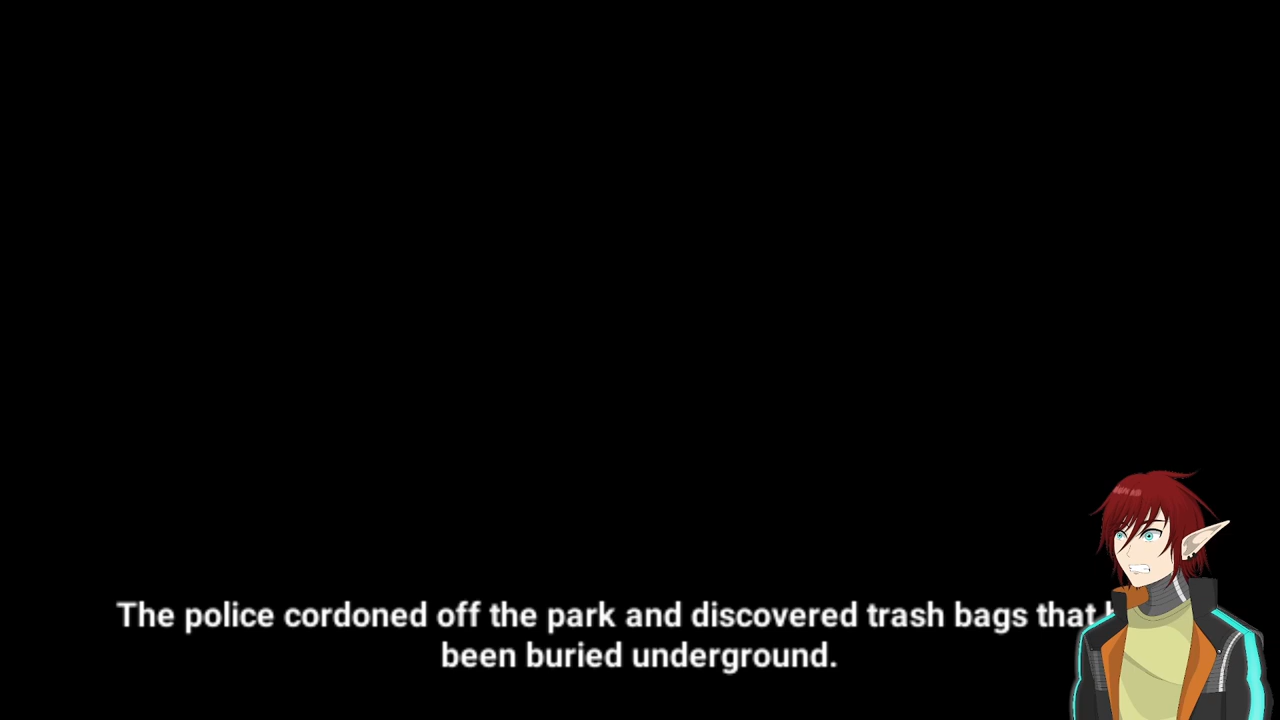 The police cordoned off the park and discovered trash bags that
been buried underground.